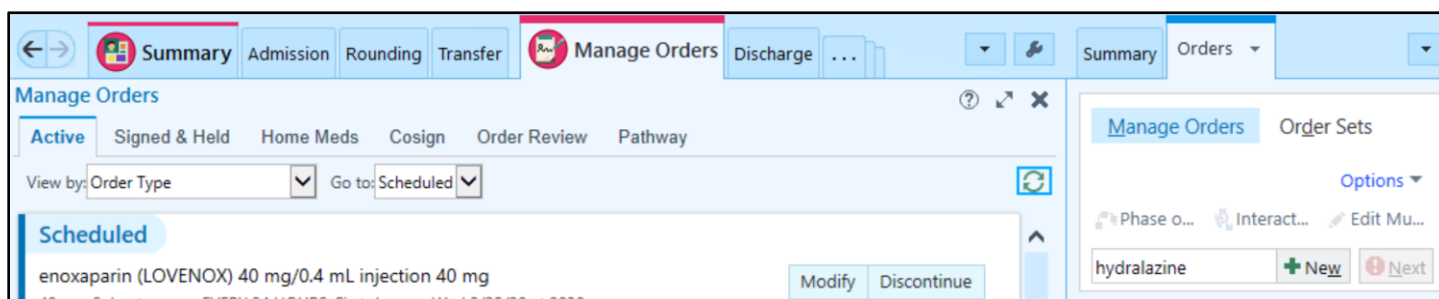 Summary Admission Rounding Transfer Manage Orders Discharge ...
Manage Orders
Active Signed & Held Home Meds Cosign Order Review Pathway
View by: Order Type Go to: Scheduled
Scheduled
enoxaparin (LOVENOX) 40 mg/0.4 mL injection 40 mg
Modify Discontinue
Summary Orders
Manage Orders Order Sets
Options
Phase o... Interact... Edit Mu...
hydralazine New Next